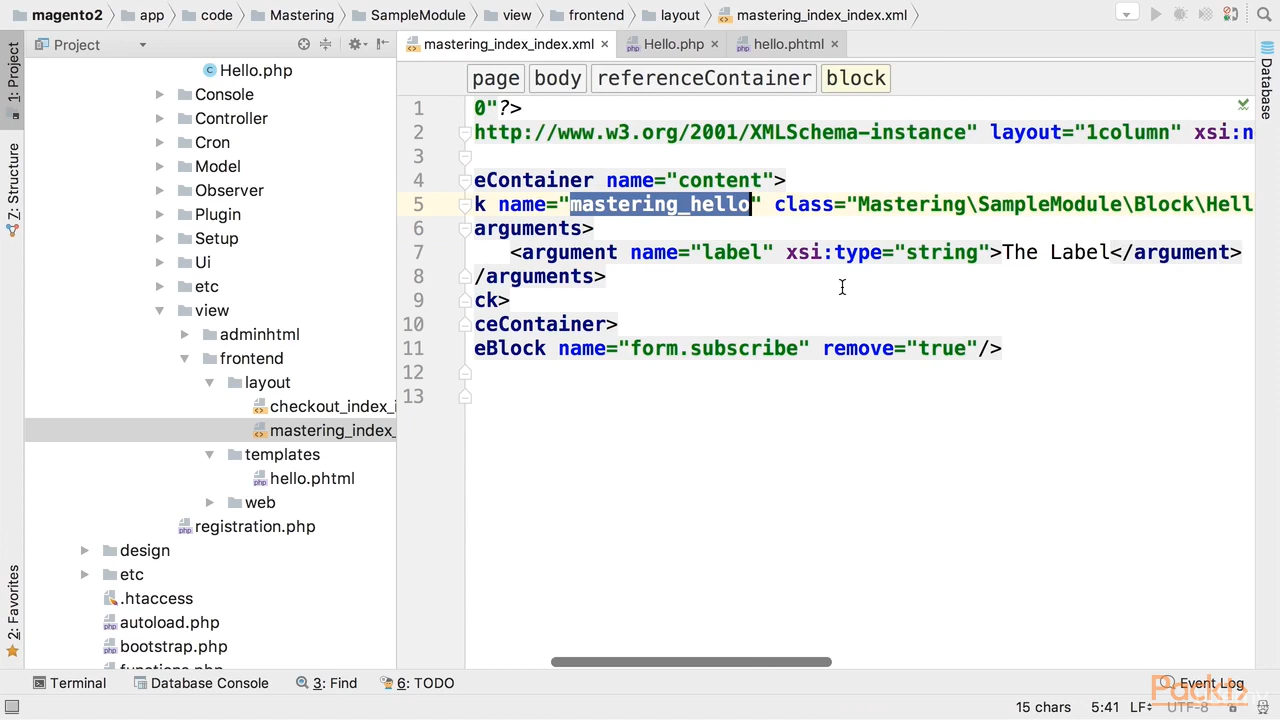 magento2 app code Mastering SampleModule view frontend layout mastering_index_index.xml
Project
mastering_index_index.xml Hello.php hello.phtml
1: Project
7: Structure
2: Favorites
Database
Hello.php
Console
Controller
Cron
Model
Observer
Plugin
Setup
Ui
etc
view
adminhtml
frontend
layout
checkout_index_i
mastering_index_
templates
hello.phtml
web
registration.php
design
etc
.htaccess
autoload.php
bootstrap.php
functions.php
page body referenceContainer block
1 0"?>
2 http://www.w3.org/2001/XMLSchema-instance" layout="1column" xsi:n
3
4 eContainer name="content">
5 k name="mastering_hello" class="Mastering\SampleModule\Block\Hell
6 arguments>
7 <argument name="label" xsi:type="string">The Label</argument>
8 /arguments>
9 ck>
10 ceContainer>
11 eBlock name="form.subscribe" remove="true"/>
12
13
Terminal Database Console 3: Find 6: TODO Event Log
15 chars 5:41 LF UTF-8